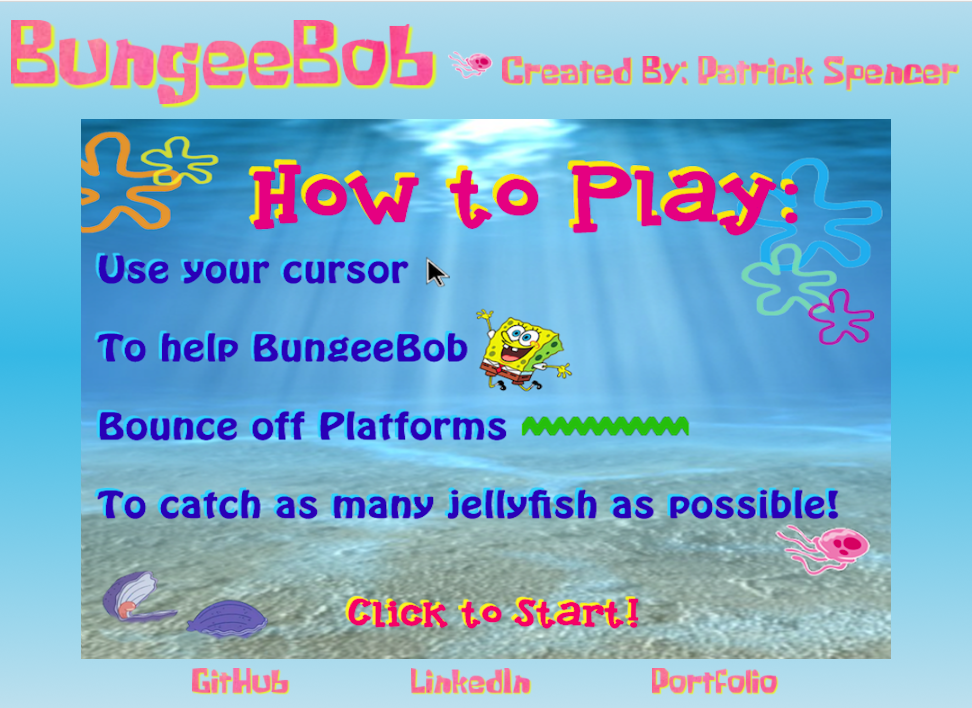 BungeeBob Created By: Patrick Spencer
How to Play:
Use your cursor
To help BungeeBob
Bounce off Platforms
To catch as many jellyfish as possible!
Click to Start!
GitHub LinkedIn Portfolio